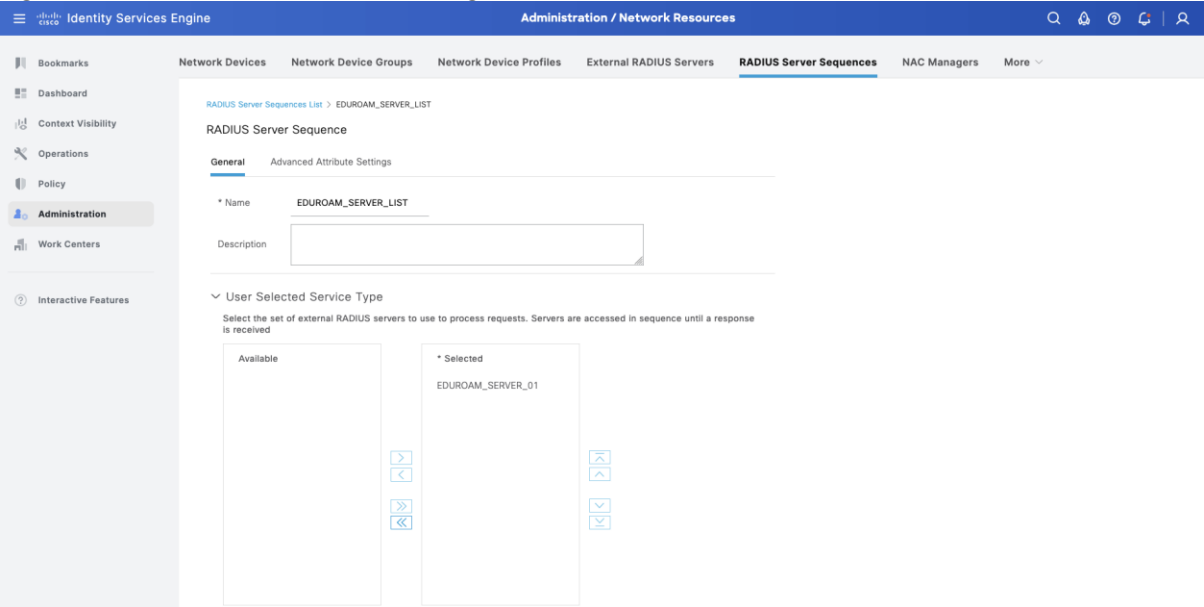 cisco Identity Services Engine
Administration / Network Resources
Bookmarks
Dashboard
Context Visibility
Operations
Policy
Administration
Work Centers
Interactive Features
Network Devices
Network Device Groups
Network Device Profiles
External RADIUS Servers
RADIUS Server Sequences
NAC Managers
More
RADIUS Server Sequences List > EDUROAM_SERVER_LIST
RADIUS Server Sequence
General
Advanced Attribute Settings
* Name
EDUROAM_SERVER_LIST
Description
User Selected Service Type
Select the set of external RADIUS servers to use to process requests. Servers are accessed in sequence until a response
is received
Available
* Selected
EDUROAM_SERVER_01